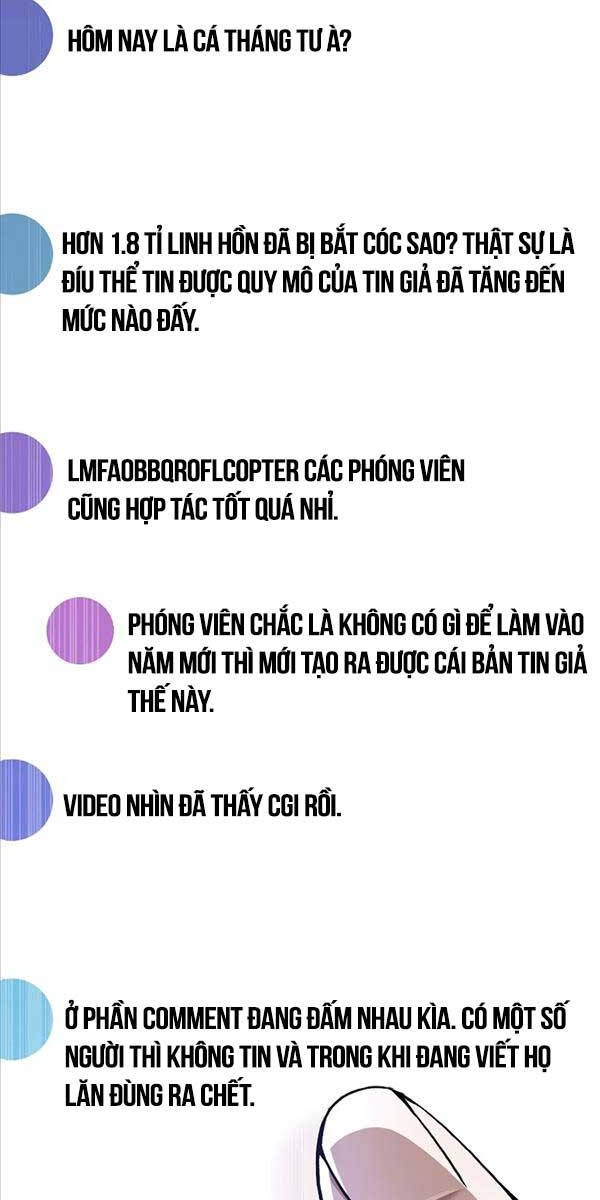 HÔM NAY LÀ CÁ THÁNG TƯ À?
HƠN 1.8 TỈ LINH HỒN ĐÃ BỊ BẮT CÓC SAO? THẬT SỰ LÀ
ĐÍU THỂ TIN ĐƯỢC QUY MÔ CỦA TIN GIẢ ĐÃ TĂNG ĐẾN
MỨC NÀO ĐẤY.
LMFAOBBQROFLCOPTER CÁC PHÓNG VIÊN
CŨNG HỢP TÁC TỐT QUÁ NHỈ.
PHÓNG VIÊN CHẮC LÀ KHÔNG CÓ GÌ ĐỂ LÀM VÀO
NĂM MỚI THÌ MỚI TẠO RA ĐƯỢC CÁI BẢN TIN GIẢ
THẾ NÀY.
VIDEO NHÌN ĐÃ THẤY CGI RỒI.
Ở PHẦN COMMENT ĐANG ĐẤM NHAU KÌA. CÓ MỘT SỐ
NGƯỜI THÌ KHÔNG TIN VÀ TRONG KHI ĐANG VIẾT HỌ
LĂN ĐÙNG RA CHẾT.